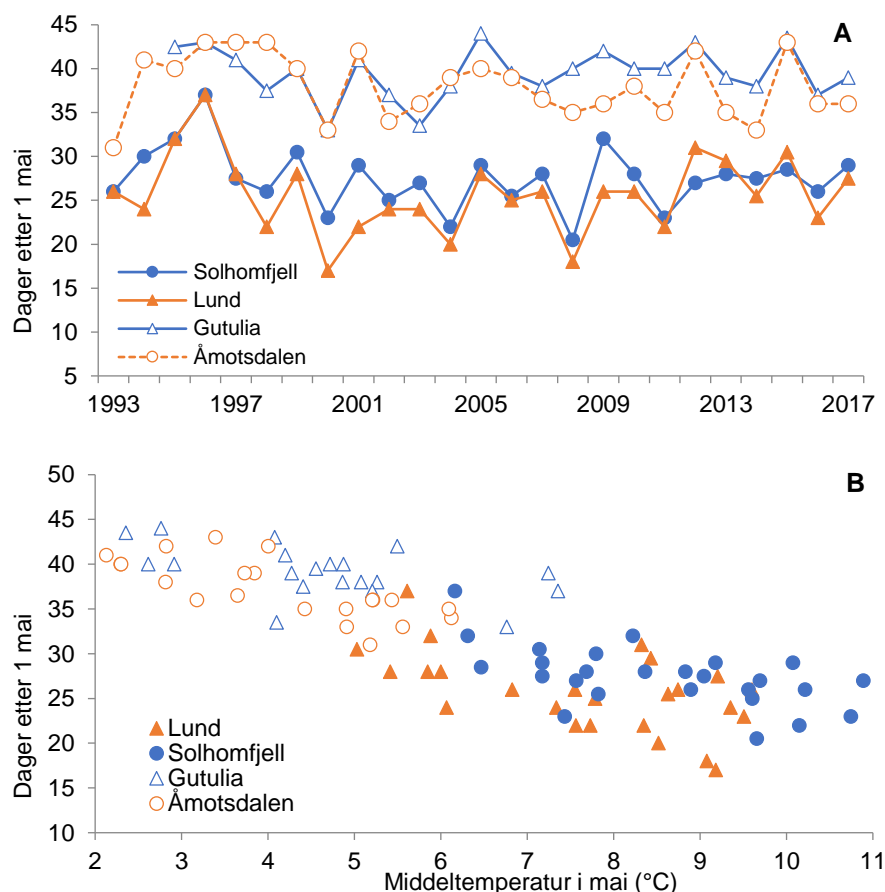 A
Dager etter 1 mai
45
40
35
30
25
20
15
10
5
Solhomfjell
Lund
Gutulia
Åmotsdalen
1993 1997 2001 2005 2009 2013 2017
B
Dager etter 1 mai
50
45
40
35
30
25
20
15
10
Lund
Solhomfjell
Gutulia
Åmotsdalen
2 3 4 5 6 7 8 9 10 11
Middeltemperatur i mai (°C)